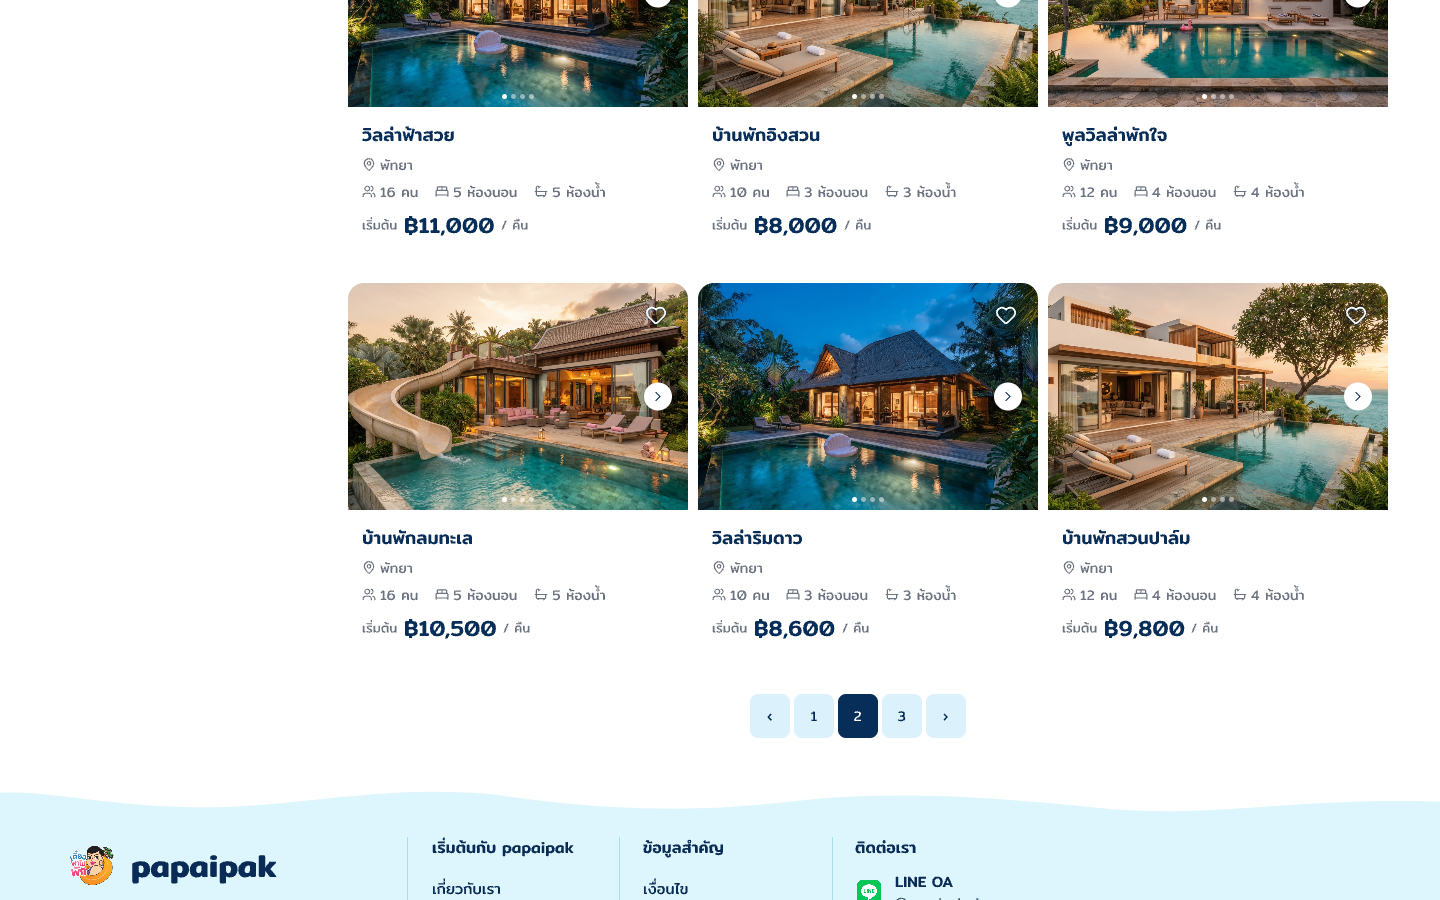 วิลล่าฟ้าสวย
พัทยา
16 คน 5 ห้องนอน 5 ห้องน้ำ
เริ่มต้น ฿11,000 / คืน
บ้านพักอิงสวน
พัทยา
10 คน 3 ห้องนอน 3 ห้องน้ำ
เริ่มต้น ฿8,000 / คืน
พูลวิลล่าพักใจ
พัทยา
12 คน 4 ห้องนอน 4 ห้องน้ำ
เริ่มต้น ฿9,000 / คืน
บ้านพักลมทะเล
พัทยา
16 คน 5 ห้องนอน 5 ห้องน้ำ
เริ่มต้น ฿10,500 / คืน
วิลล่าริมดาว
พัทยา
10 คน 3 ห้องนอน 3 ห้องน้ำ
เริ่มต้น ฿8,600 / คืน
บ้านพักสวนปาล์ม
พัทยา
12 คน 4 ห้องนอน 4 ห้องน้ำ
เริ่มต้น ฿9,800 / คืน
‹ 1 2 3 ›
papaipak
เริ่มต้นกับ papaipak
เกี่ยวกับเรา
ข้อมูลสำคัญ
เงื่อนไข
ติดต่อเรา
LINE OA